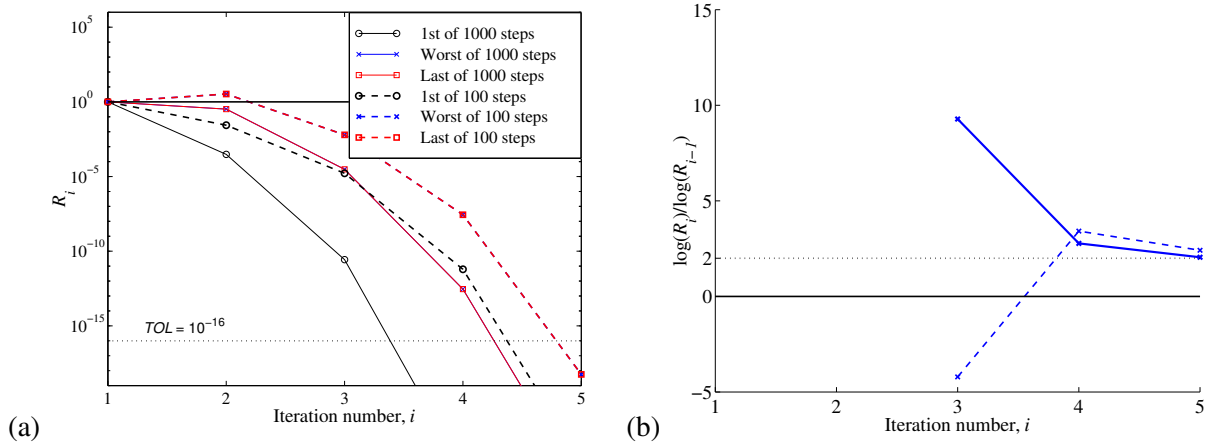 10^5
10^0
10^-5
10^-10
10^-15
R_i
1st of 1000 steps
Worst of 1000 steps
Last of 1000 steps
1st of 100 steps
Worst of 100 steps
Last of 100 steps
TOL = 10^-16
1 2 3 4 5
Iteration number, i
(a)
15
10
5
2
0
−5
log(R_i)/log(R_i−1)
1 2 3 4 5
Iteration number, i
(b)